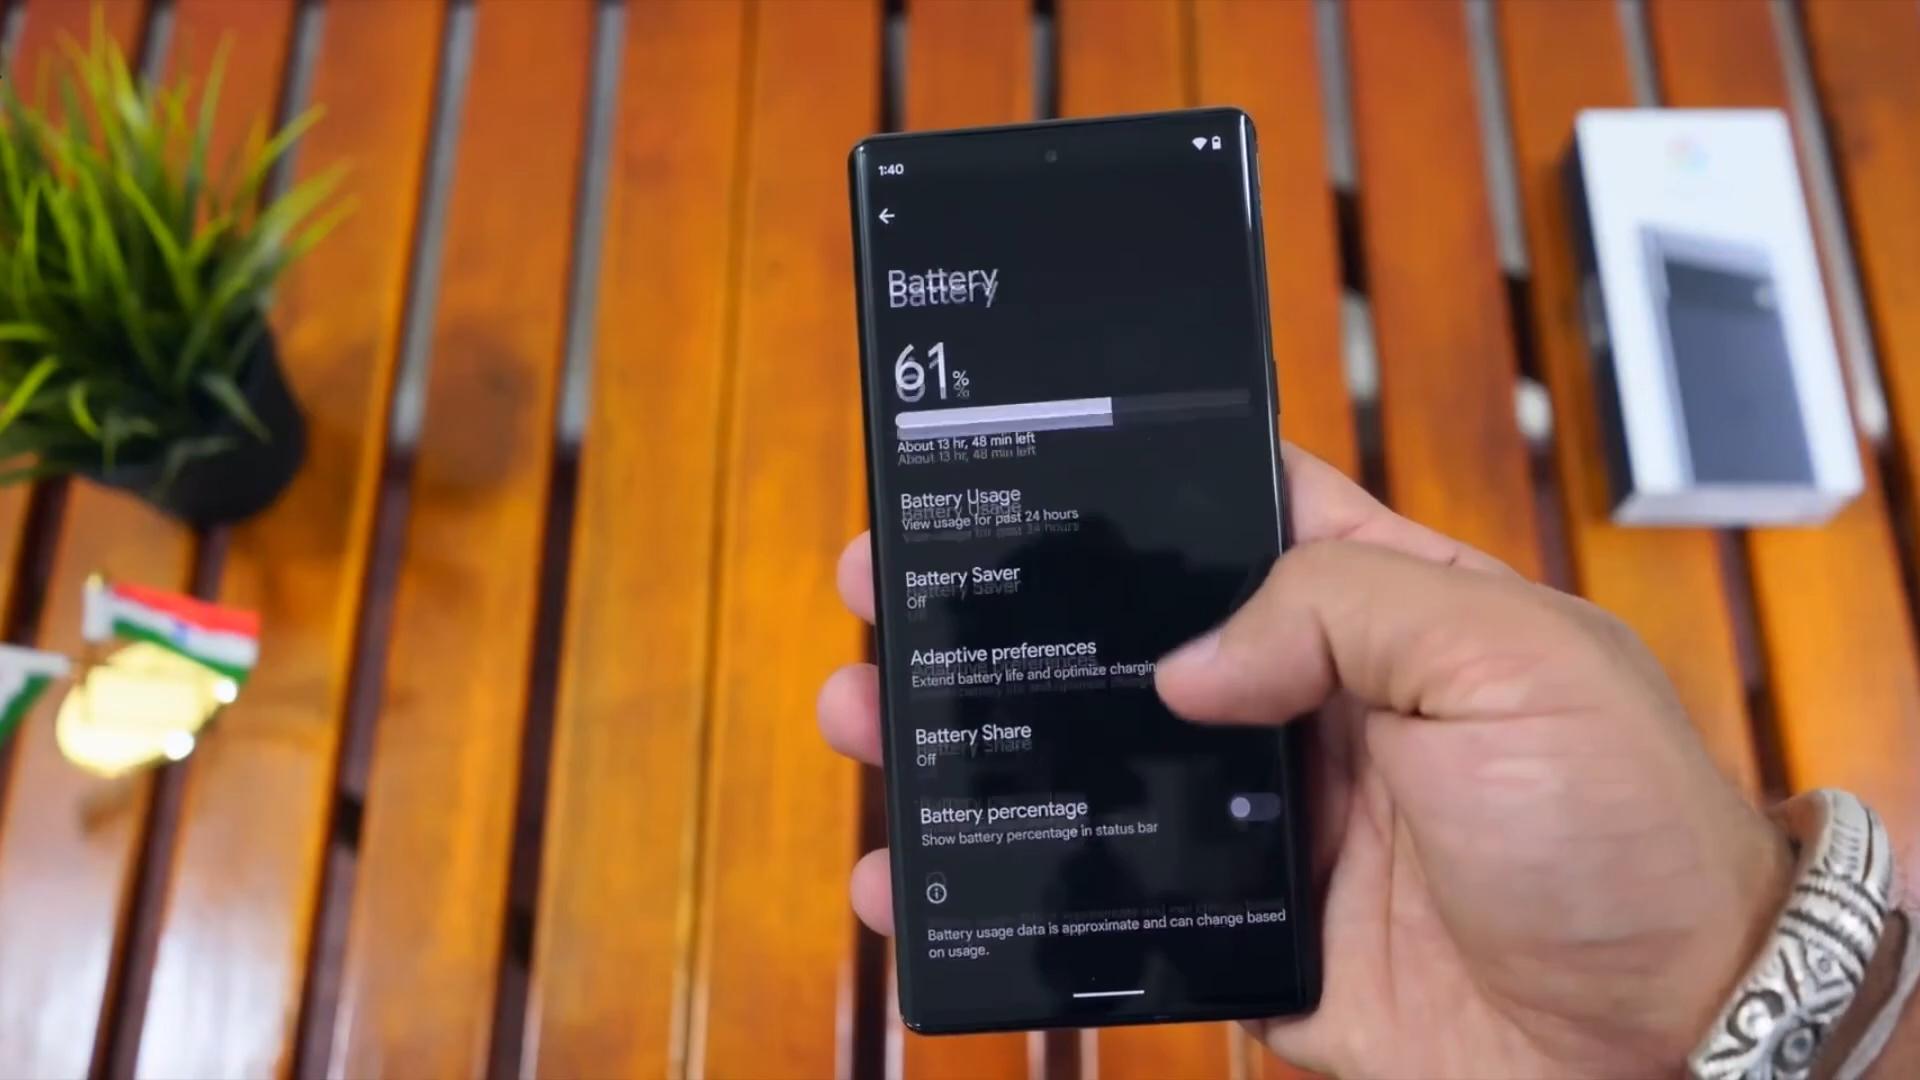 1:40
Battery
61%
About 13 hr, 48 min left
Battery Usage
View usage for past 24 hours
Battery Saver
Off
Adaptive preferences
Extend battery life and optimize
Battery Share
Off
Battery percentage
Show battery percentage in status bar
Battery usage data is approximate and can change based
on usage.